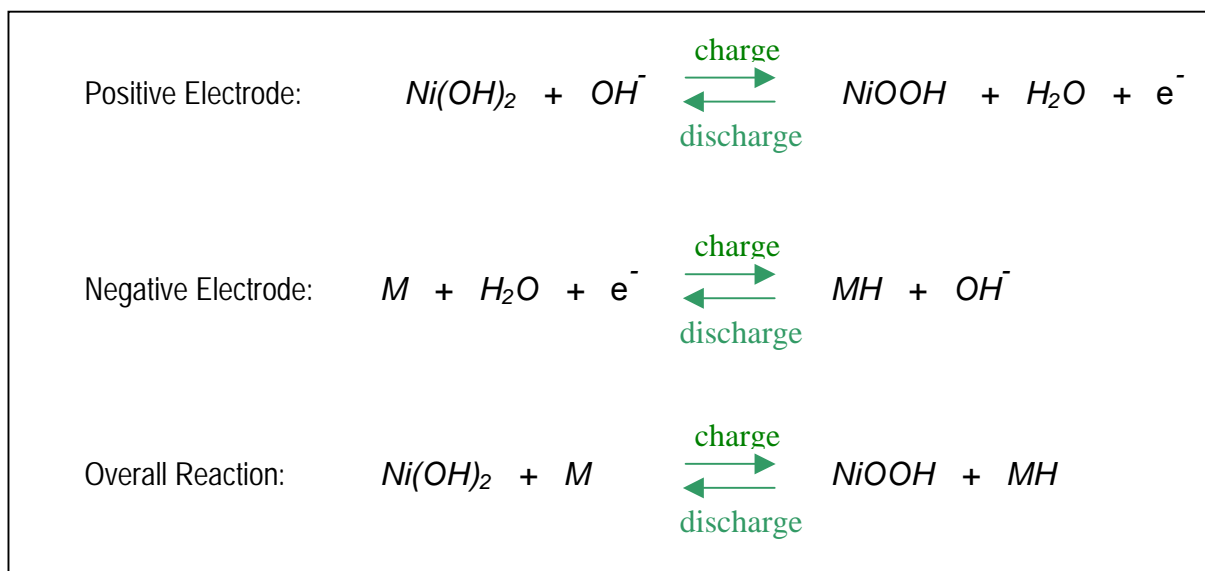 charge
Positive Electrode: Ni(OH)₂ + OH⁻ NiOOH + H₂O + e⁻
discharge
charge
Negative Electrode: M + H₂O + e⁻ MH + OH⁻
discharge
charge
Overall Reaction: Ni(OH)₂ + M NiOOH + MH
discharge